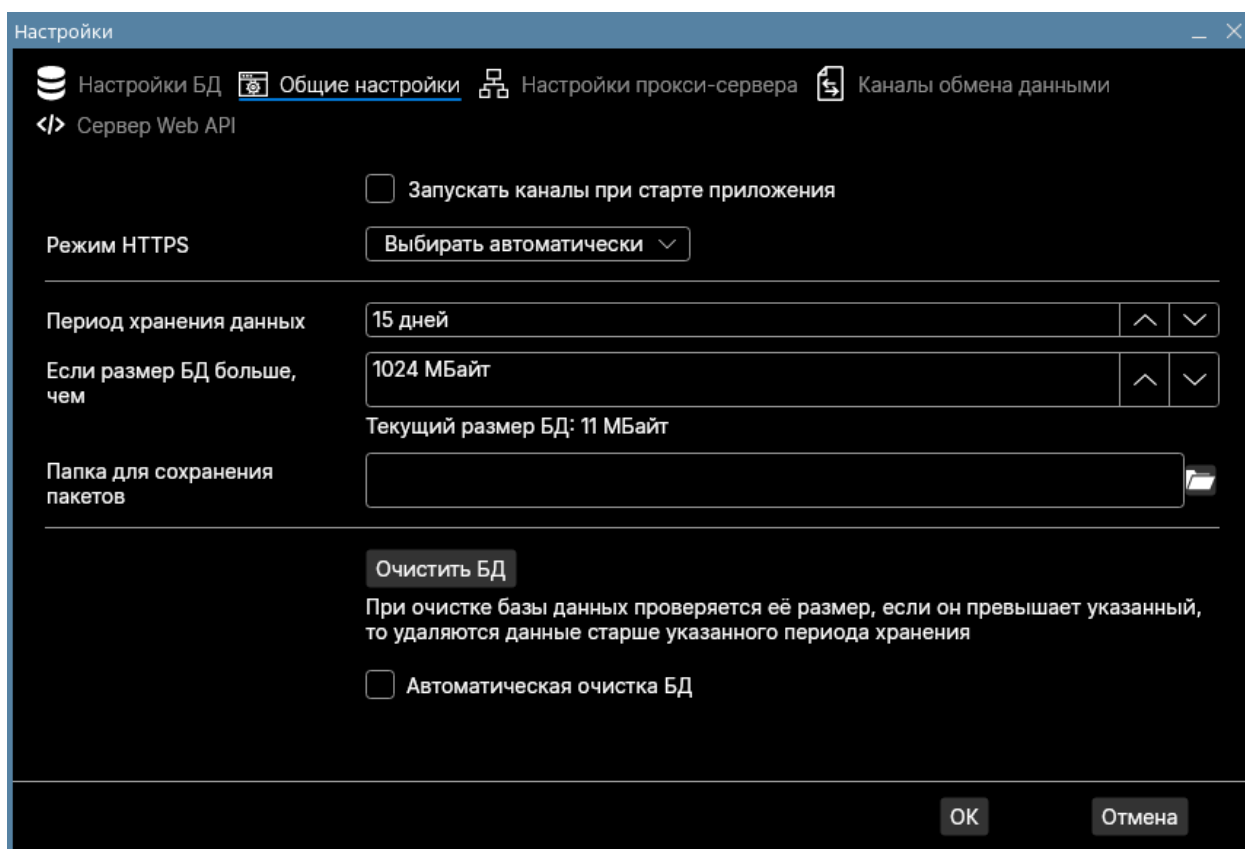 Настройки
Настройки БД Общие настройки Настройки прокси-сервера Каналы обмена данными
Сервер Web API
Запускать каналы при старте приложения
Режим HTTPS Выбирать автоматически
Период хранения данных 15 дней
Если размер БД больше, чем 1024 МБайт
Текущий размер БД: 11 МБайт
Папка для сохранения
пакетов
Очистить БД
При очистке базы данных проверяется её размер, если он превышает указанный,
то удаляются данные старше указанного периода хранения
Автоматическая очистка БД
ОК Отмена